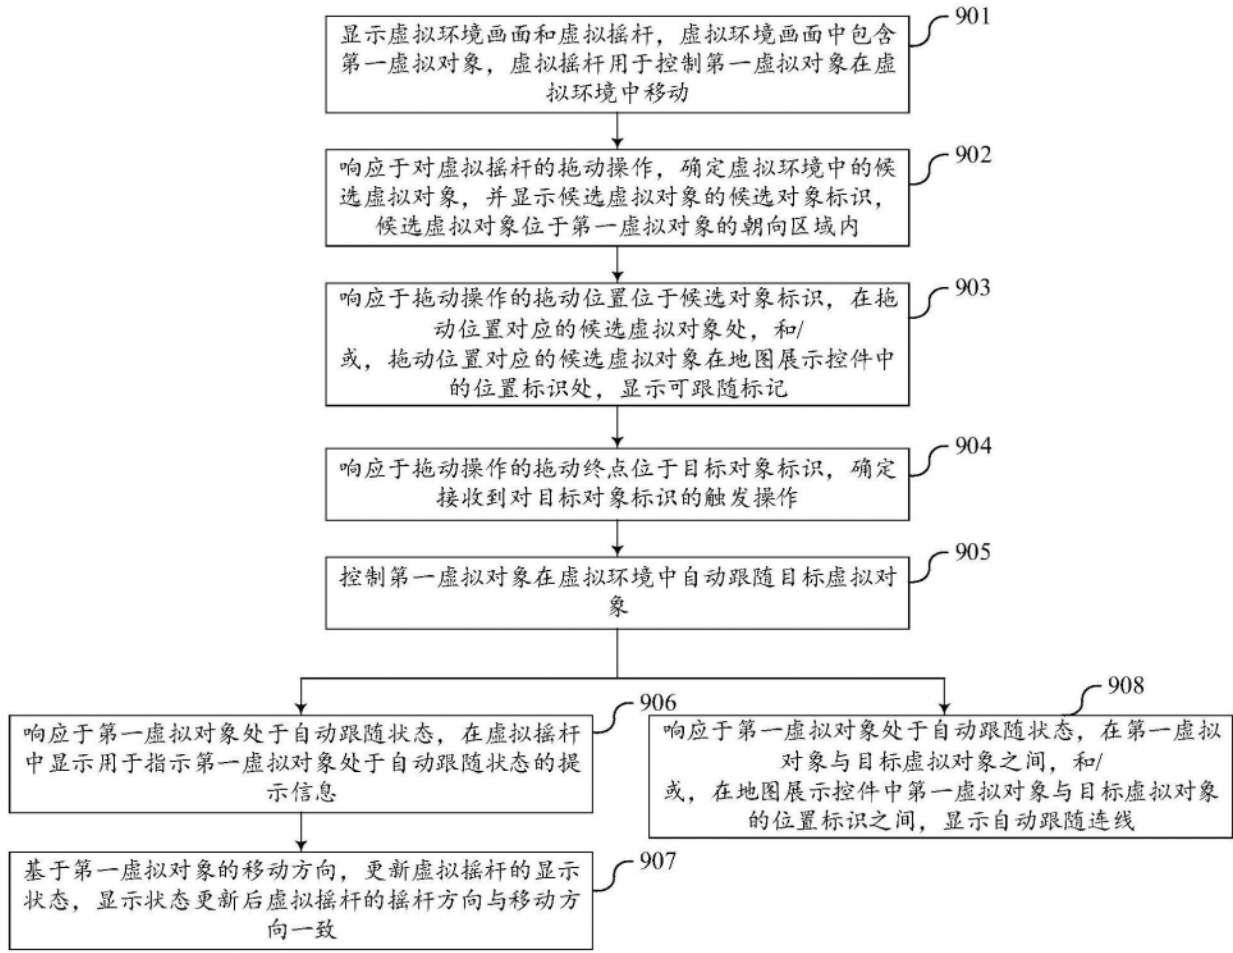 901
显示虚拟环境画面和虚拟摇杆，虚拟环境画面中包含
第一虚拟对象，虚拟摇杆用于控制第一虚拟对象在虚
拟环境中移动
902
响应于对虚拟摇杆的拖动操作，确定虚拟环境中的候
选虚拟对象，并显示候选虚拟对象的候选对象标识，
候选虚拟对象位于第一虚拟对象的朝向区域内
903
响应于拖动操作的拖动位置位于候选对象标识，在拖
动位置对应的候选虚拟对象处，和/
或，拖动位置对应的候选虚拟对象在地图展示控件中
的位置标识处，显示可跟随标记
904
响应于拖动操作的拖动终点位于目标对象标识，确定
接收到对目标对象标识的触发操作
905
控制第一虚拟对象在虚拟环境中自动跟随目标虚拟对
象
906
响应于第一虚拟对象处于自动跟随状态，在虚拟摇杆
中显示用于指示第一虚拟对象处于自动跟随状态的提
示信息
907
基于第一虚拟对象的移动方向，更新虚拟摇杆的显示
状态，显示状态更新后虚拟摇杆的摇杆方向与移动方
向一致
908
响应于第一虚拟对象处于自动跟随状态，在第一虚拟
对象与目标虚拟对象之间，和/
或，在地图展示控件中第一虚拟对象与目标虚拟对象
的位置标识之间，显示自动跟随连线